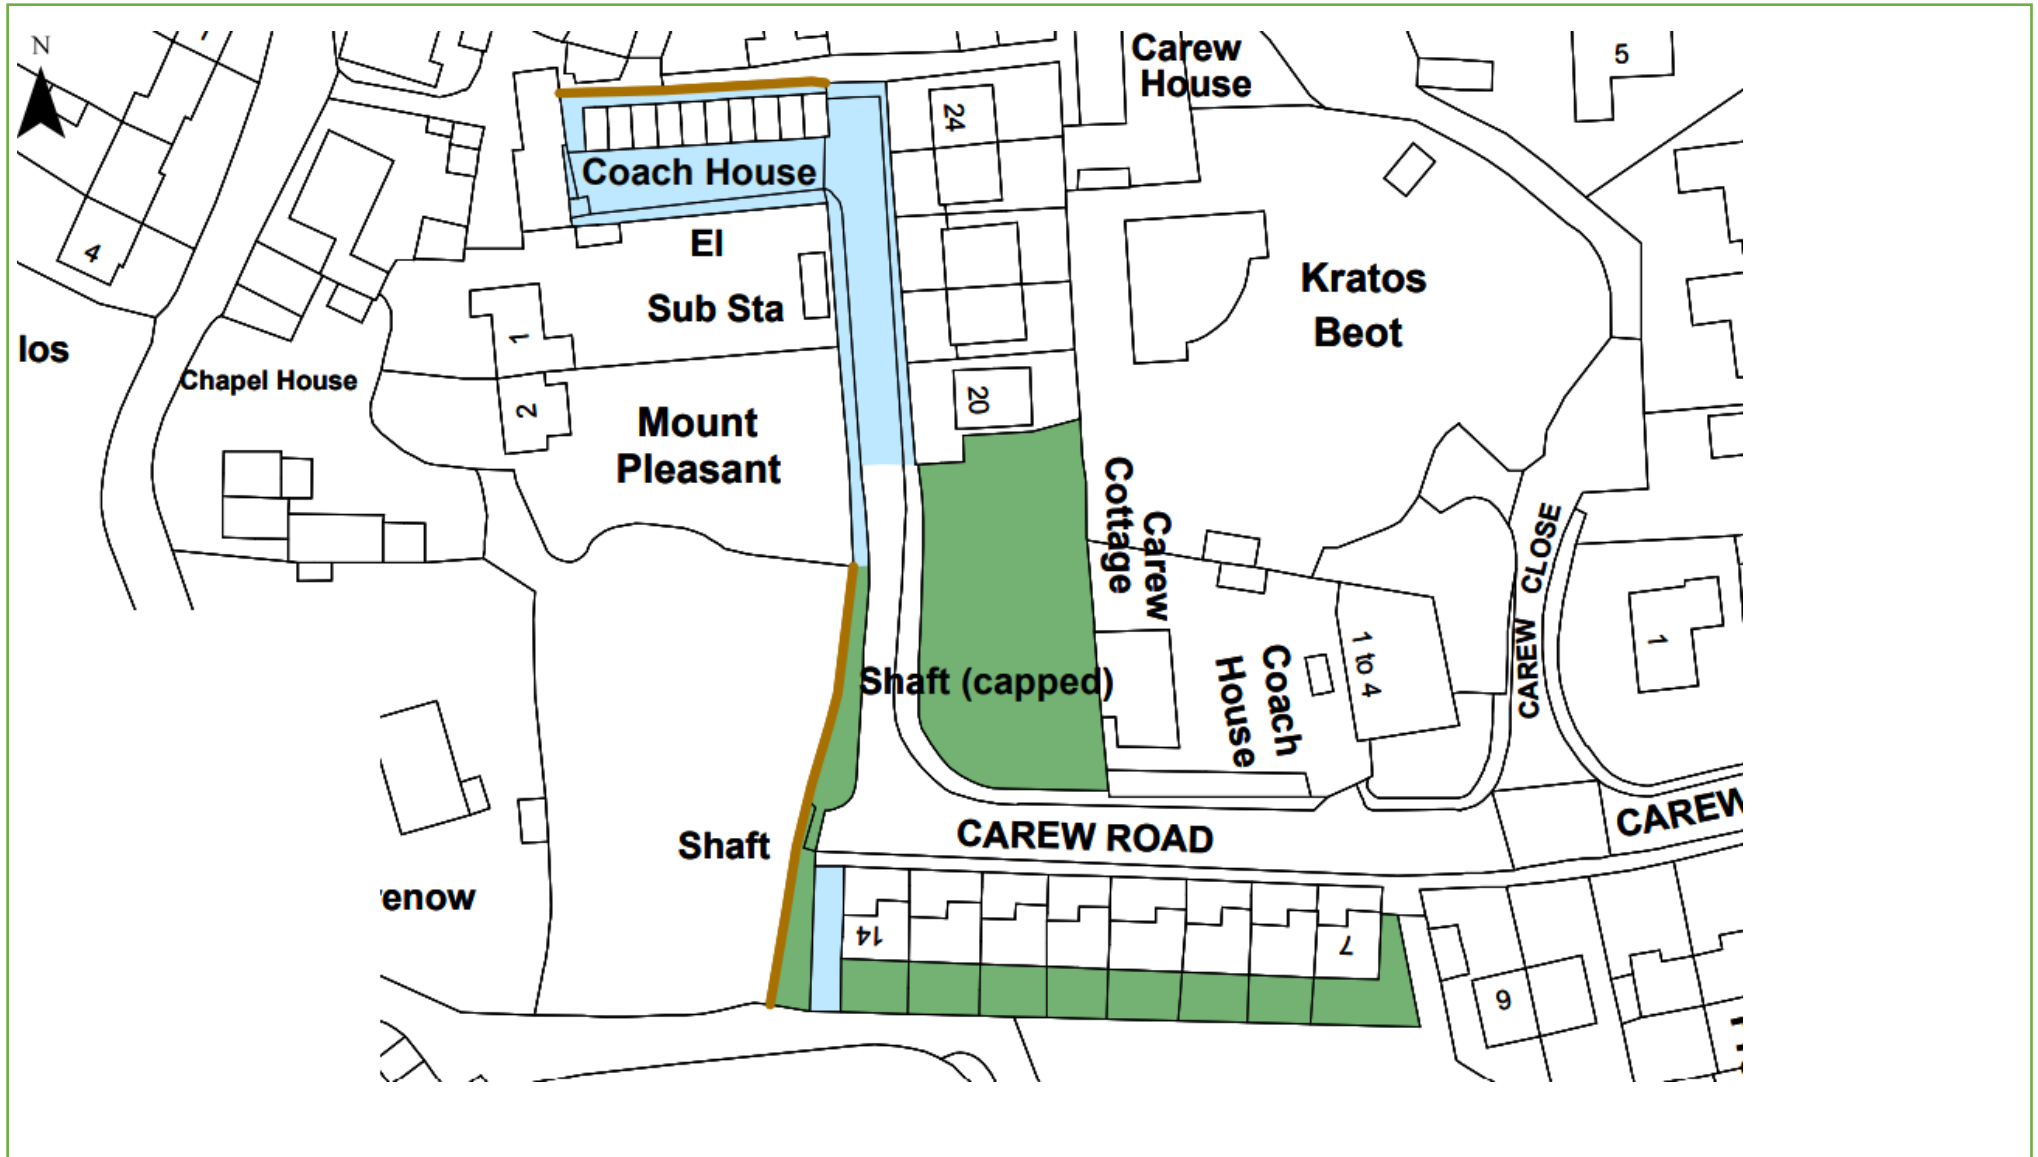 N
Carew
House
5
24
Coach House
4
El
Sub Sta
Kratos
Beot
1
los
Chapel House
2
20
Mount
Pleasant
Carew
Cottage
CAREW CLOSE
1
1 to 4
Coach
House
Shaft (capped)
Shaft
CAREW ROAD
CAREW
enow
14
7
9